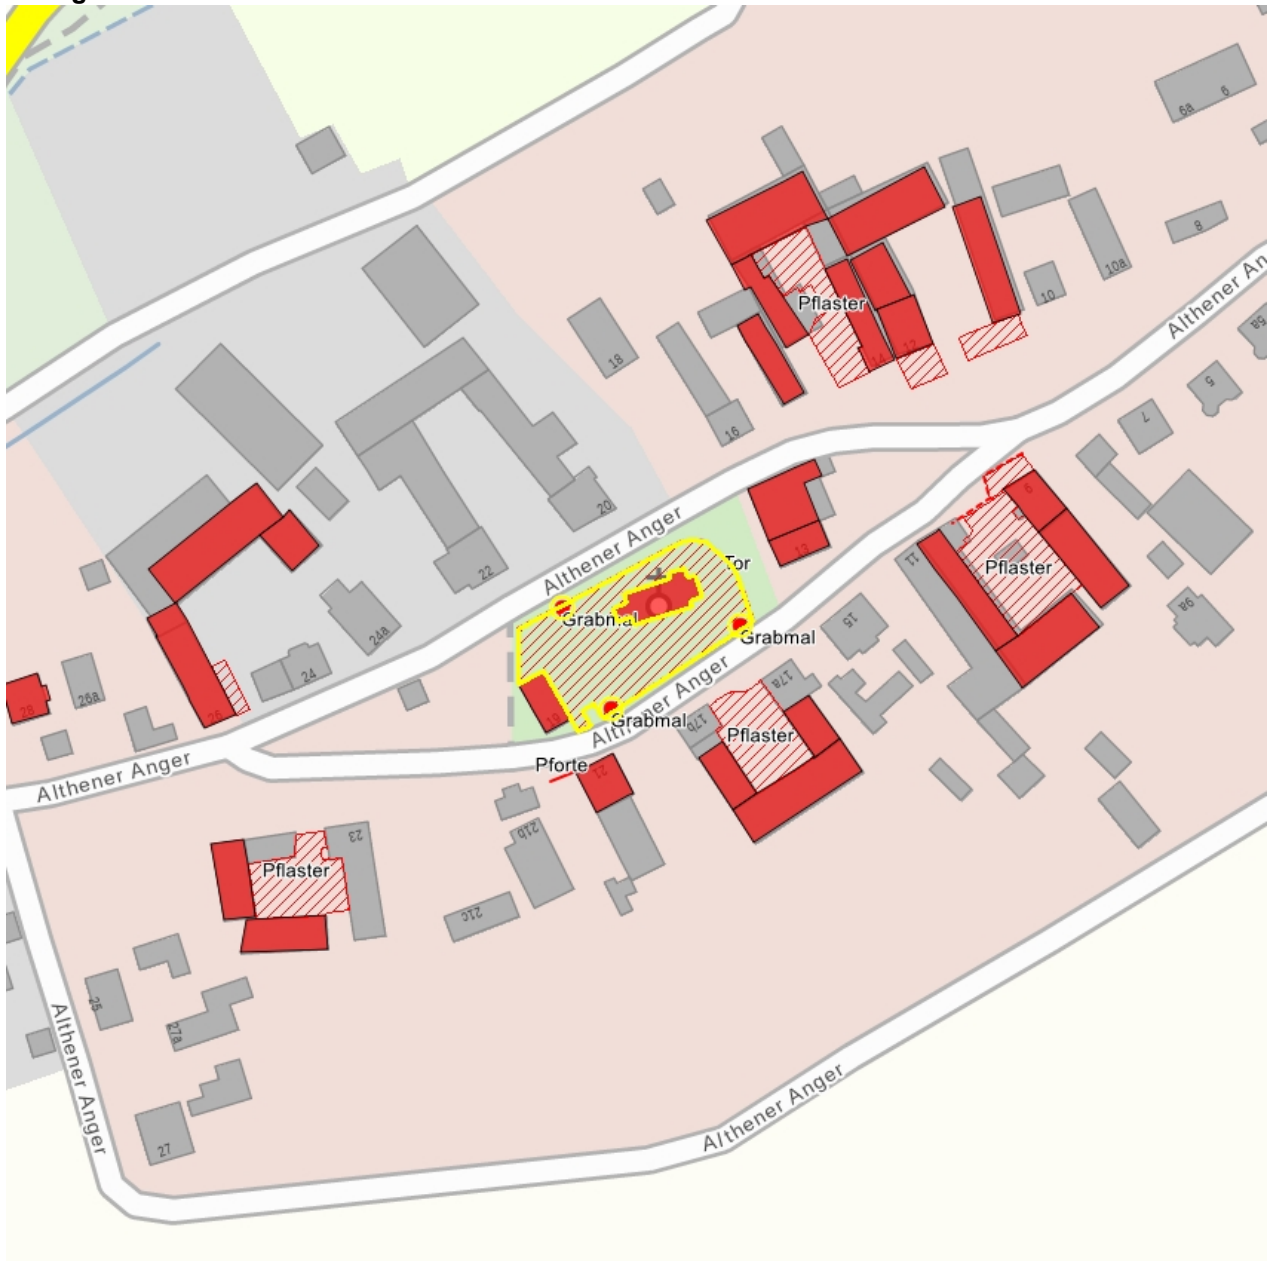 6a
6
8
10a
10
Althener An
5a
5
7
Pflaster
18
14
12
16
6
20
Althener Anger
13
11
Pflaster
22
Tor
9a
Grabmal
15
24a
Grabmal
24
26a
17a
Althener Anger
28
26
19
Grabmal
17b
Pflaster
Althener Anger
Pforte
21
23
21b
Pflaster
21c
25
27a
Althener Anger
Althener Anger
27